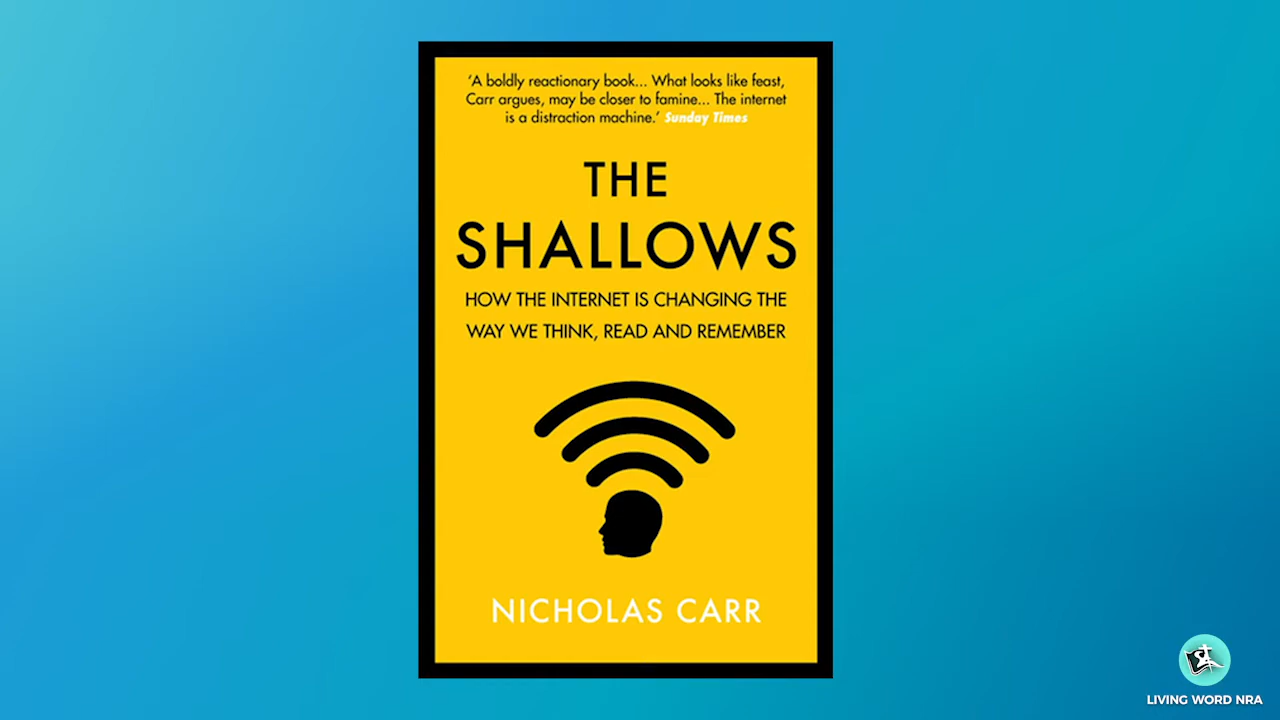 ‘A boldly reactionary book... What looks like feast,
Carr argues, may be closer to famine... The internet
is a distraction machine.’ Sunday Times
THE
SHALLOWS
HOW THE INTERNET IS CHANGING THE
WAY WE THINK, READ AND REMEMBER
NICHOLAS CARR
LIVING WORD NRA